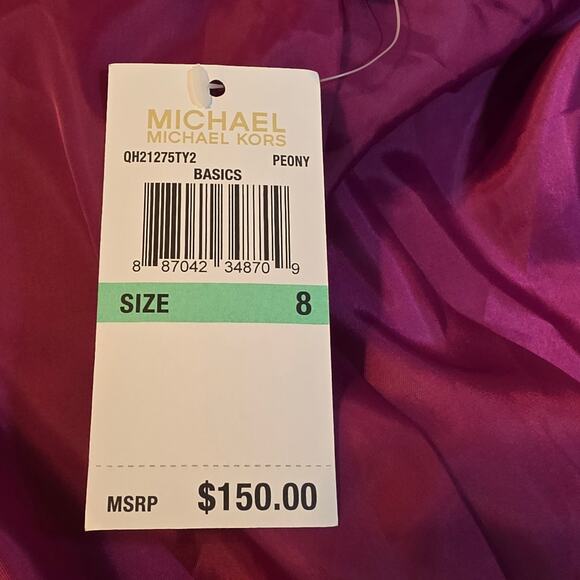 MICHAEL
MICHAEL KORS
QH21275TY2 PEONY
BASICS
8 87042 34870 9
SIZE 8
MSRP $150.00